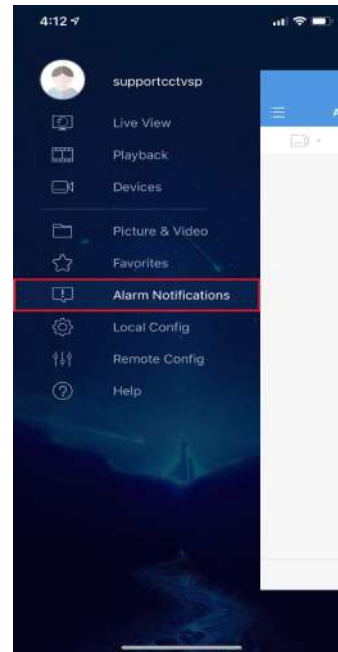 4:12
supportcctvsp
Live View
Playback
Devices
Picture & Video
Favorites
Alarm Notifications
Local Config
Remote Config
Help
A